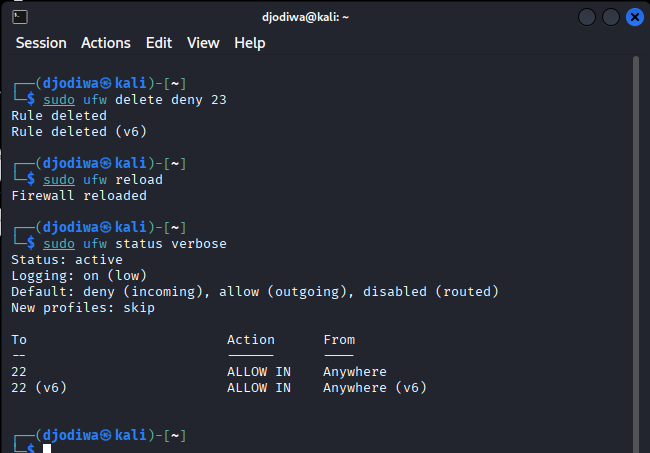 djodiwa@kali: ~
Session Actions Edit View Help
┌──(djodiwa㉿kali)-[~]
└─$ sudo ufw delete deny 23
Rule deleted
Rule deleted (v6)
┌──(djodiwa㉿kali)-[~]
└─$ sudo ufw reload
Firewall reloaded
┌──(djodiwa㉿kali)-[~]
└─$ sudo ufw status verbose
Status: active
Logging: on (low)
Default: deny (incoming), allow (outgoing), disabled (routed)
New profiles: skip
To                         Action      From
--                         ------      ----
22                         ALLOW IN    Anywhere
22 (v6)                    ALLOW IN    Anywhere (v6)
┌──(djodiwa㉿kali)-[~]
└─$